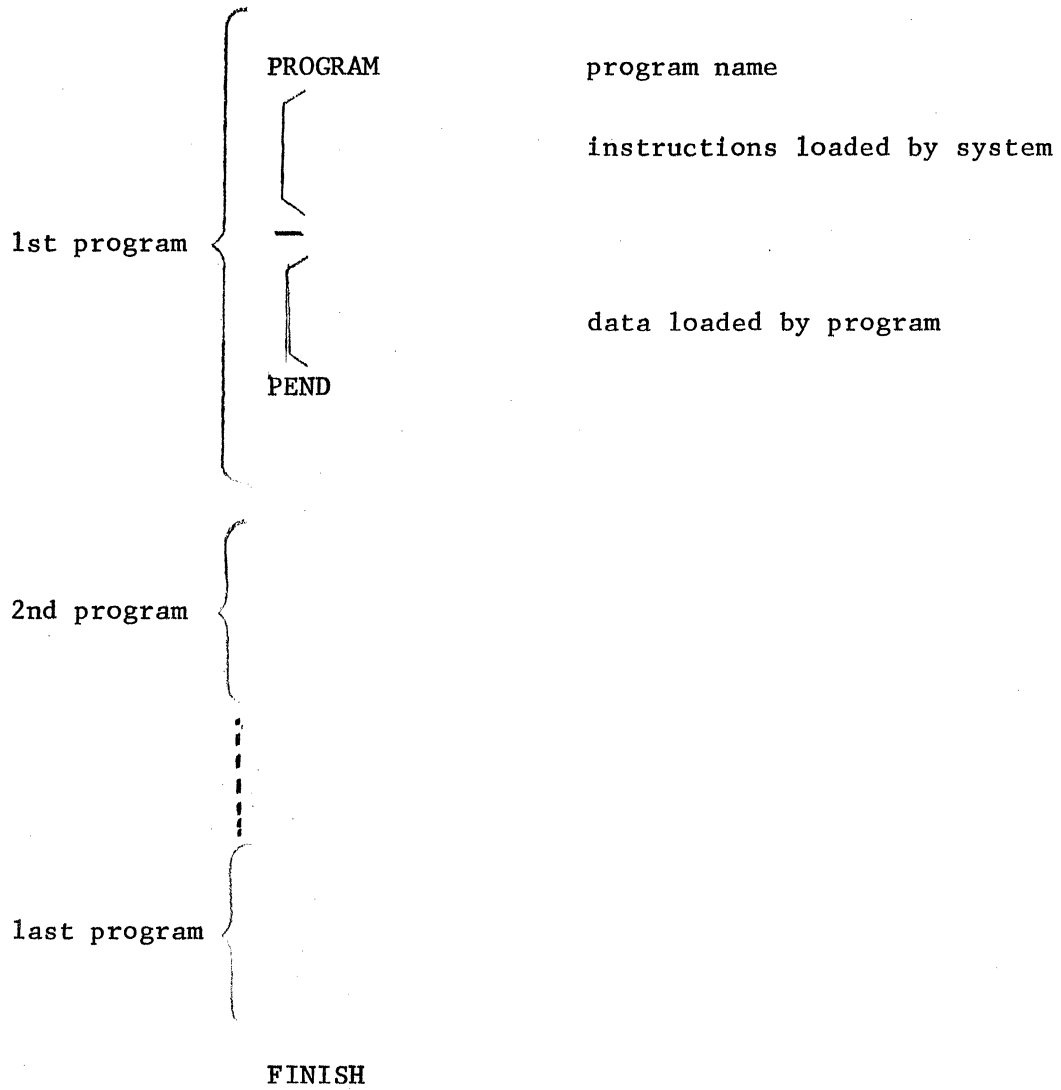 PROGRAM program name
instructions loaded by system
1st program
data loaded by program
PEND
2nd program
last program
FINISH